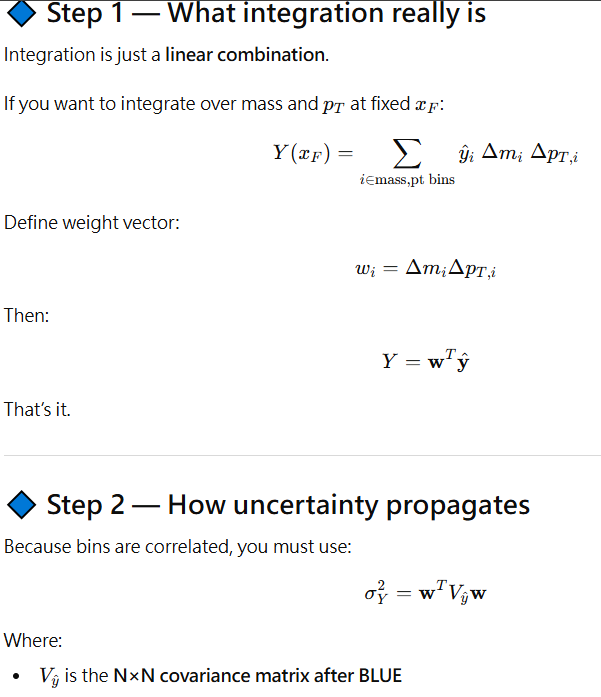 Step 1 — What integration really is
Integration is just a linear combination.
If you want to integrate over mass and $p_T$ at fixed $x_F$:
$Y(x_F) = \sum_{i \in \text{mass,pt bins}} \hat{y}_i \, \Delta m_i \, \Delta p_{T,i}$
Define weight vector:
$w_i = \Delta m_i \Delta p_{T,i}$
Then:
$Y = \mathbf{w}^T \hat{\mathbf{y}}$
That’s it.
Step 2 — How uncertainty propagates
Because bins are correlated, you must use:
$\sigma_Y^2 = \mathbf{w}^T V_{\hat{y}} \mathbf{w}$
Where:
• $V_{\hat{y}}$ is the N×N covariance matrix after BLUE